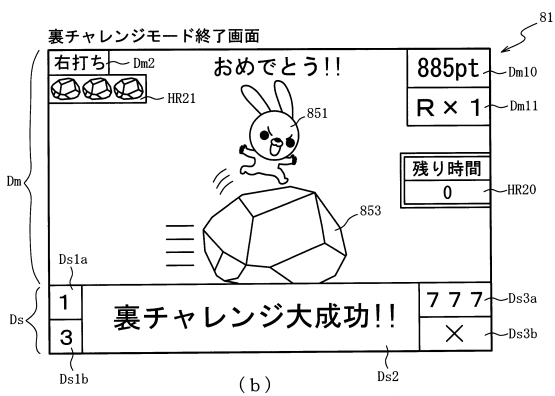 裏チャレンジモード終了画面
81
右打ち
Dm2
おめでとう!!
885pt
Dm10
HR21
851
R×1
Dm11
Dm
残り時間
0
HR20
853
Ds1a
1
裏チャレンジ大成功!!
777
Ds3a
Ds
3
×
Ds3b
Ds1b
Ds2
(b)